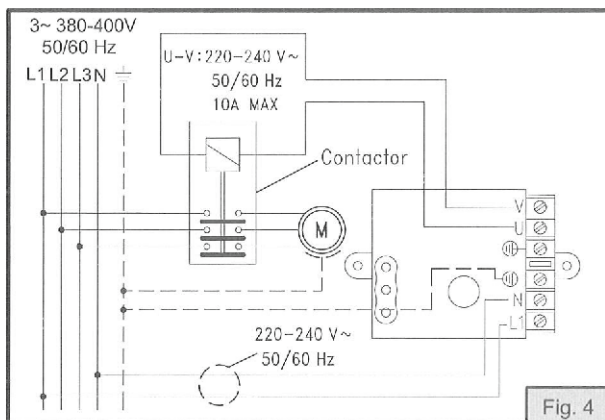 3~ 380-400V
50/60 Hz
L1 L2 L3 N
U-V: 220-240 V~
50/60 Hz
10A MAX
Contactor
M
V
U
N
L1
220-240 V~
50/60 Hz
Fig. 4